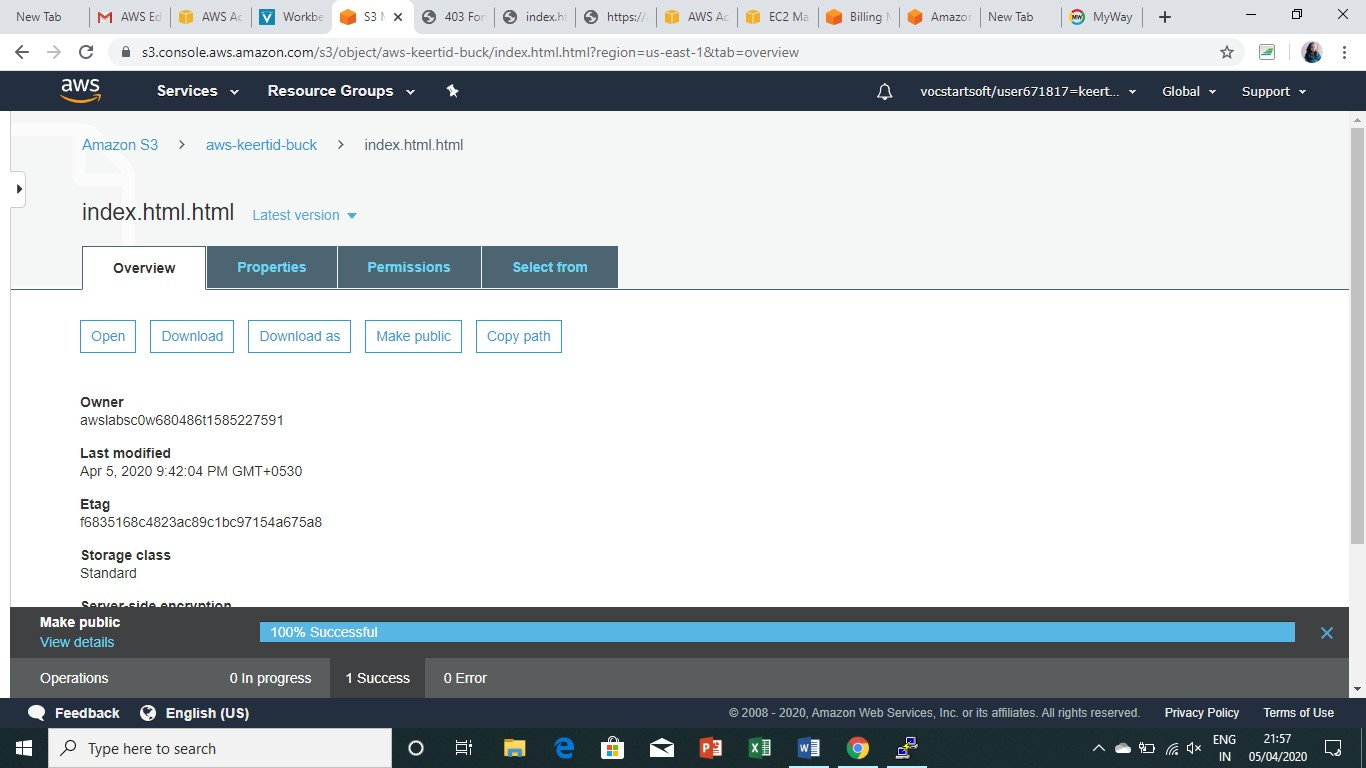 New Tab
AWS Ed
AWS Ac
Workbe
S3 M
403 For
index.ht
https://
AWS Ac
EC2 Ma
Billing M
Amazon
New Tab
MyWay
s3.console.aws.amazon.com/s3/object/aws-keertid-buck/index.html.html?region=us-east-1&tab=overview
aws Services Resource Groups vocstartsoft/user671817=keert... Global Support
Amazon S3 > aws-keertid-buck > index.html.html
index.html.html Latest version
Overview Properties Permissions Select from
Open Download Download as Make public Copy path
Owner
awslabsc0w680486t1585227591
Last modified
Apr 5, 2020 9:42:04 PM GMT+0530
Etag
f6835168c4823ac89c1bc97154a675a8
Storage class
Standard
Server-side encryption
Make public
100% Successful
View details
Operations 0 In progress 1 Success 0 Error
Feedback English (US) © 2008 - 2020, Amazon Web Services, Inc. or its affiliates. All rights reserved. Privacy Policy Terms of Use
Type here to search
ENG
IN
21:57
05/04/2020